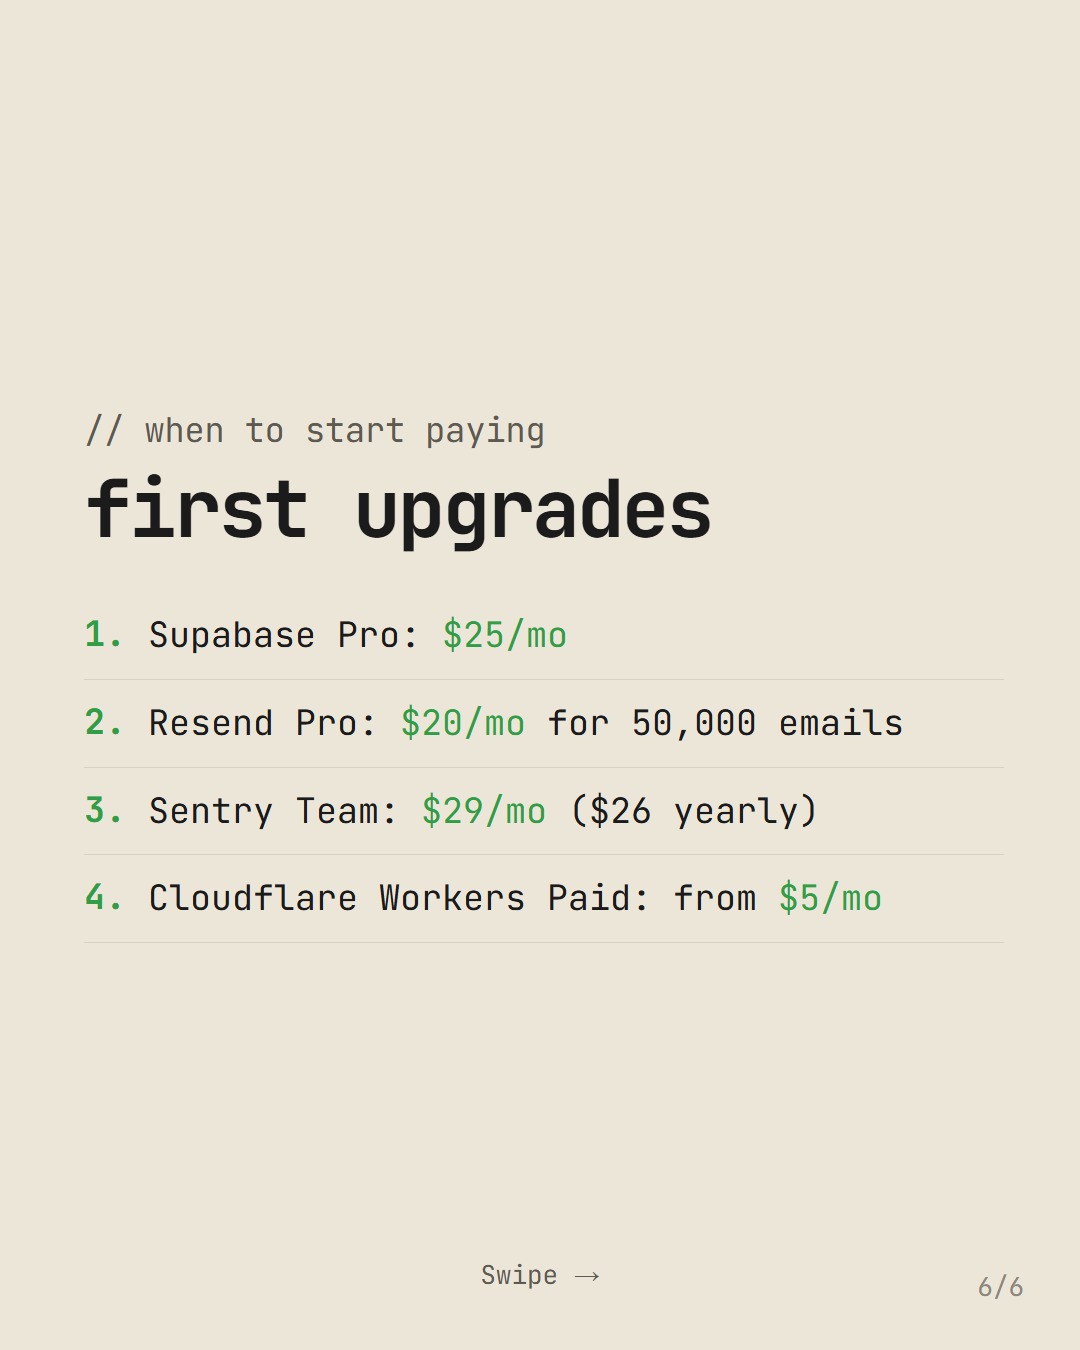 // when to start paying
first upgrades
1. Supabase Pro: $25/mo
2. Resend Pro: $20/mo for 50,000 emails
3. Sentry Team: $29/mo ($26 yearly)
4. Cloudflare Workers Paid: from $5/mo
Swipe →
6/6